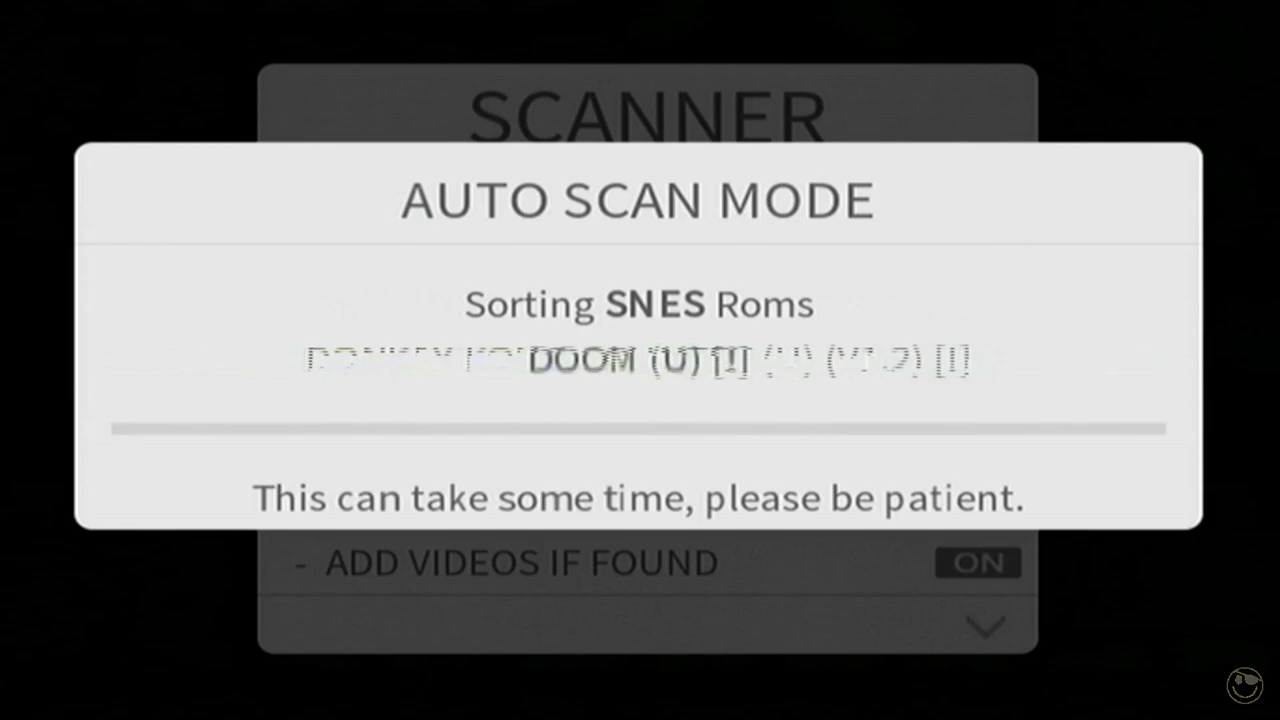 SCANNER
AUTO SCAN MODE
Sorting SNES Roms
DOOM (U) [!]
This can take some time, please be patient.
- ADD VIDEOS IF FOUND ON